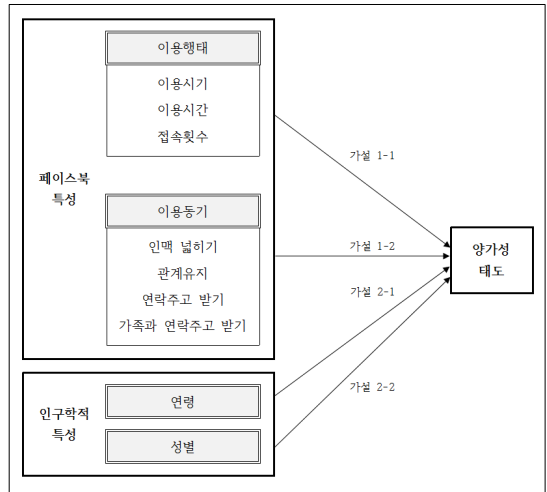 이용행태
이용시기
이용시간
접속횟수
가설 1-1
페이스북
특성
이용동기
인맥 넓히기
관계유지
연락주고 받기
가족과 연락주고 받기
가설 1-2
양가성
태도
가설 2-1
가설 2-2
인구학적
특성
연령
성별